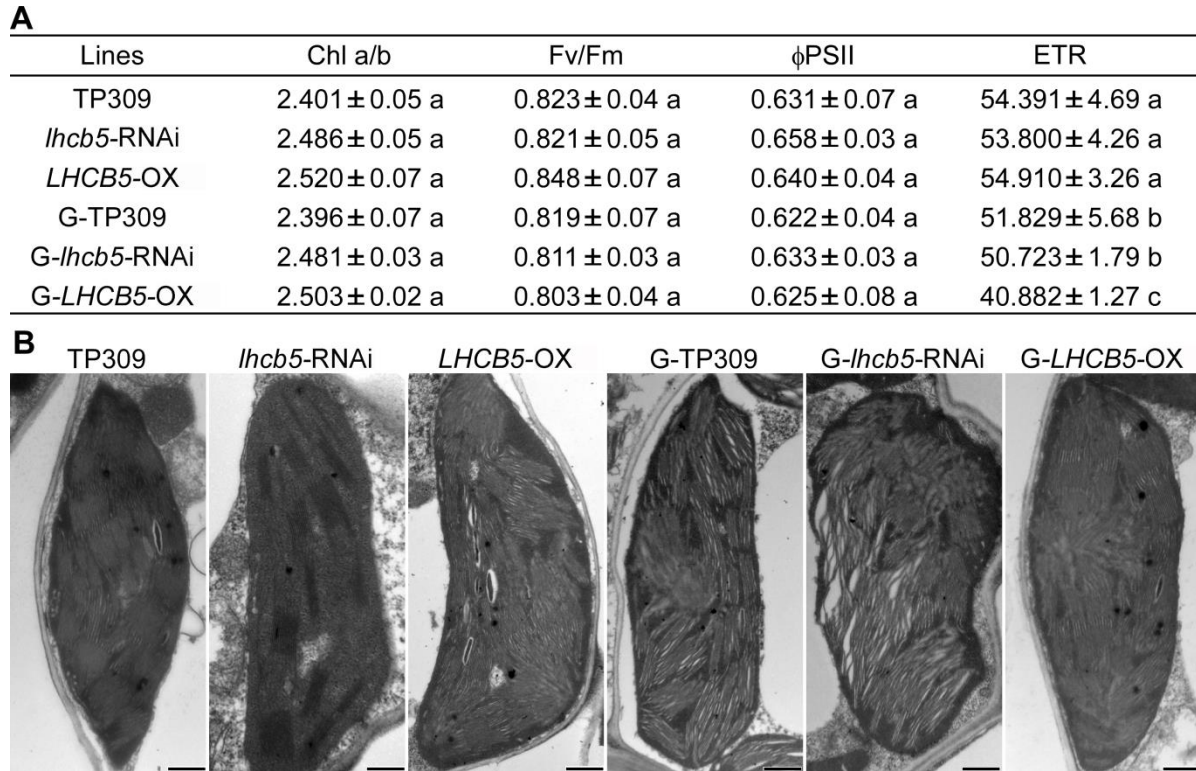 A
Lines Chl a/b Fv/Fm ϕPSII ETR
TP309 2.401±0.05 a 0.823±0.04 a 0.631±0.07 a 54.391±4.69 a
lhcb5-RNAi 2.486±0.05 a 0.821±0.05 a 0.658±0.03 a 53.800±4.26 a
LHCB5-OX 2.520±0.07 a 0.848±0.07 a 0.640±0.04 a 54.910±3.26 a
G-TP309 2.396±0.07 a 0.819±0.07 a 0.622±0.04 a 51.829±5.68 b
G-lhcb5-RNAi 2.481±0.03 a 0.811±0.03 a 0.633±0.03 a 50.723±1.79 b
G-LHCB5-OX 2.503±0.02 a 0.803±0.04 a 0.625±0.08 a 40.882±1.27 c
B
TP309 lhcb5-RNAi LHCB5-OX G-TP309 G-lhcb5-RNAi G-LHCB5-OX